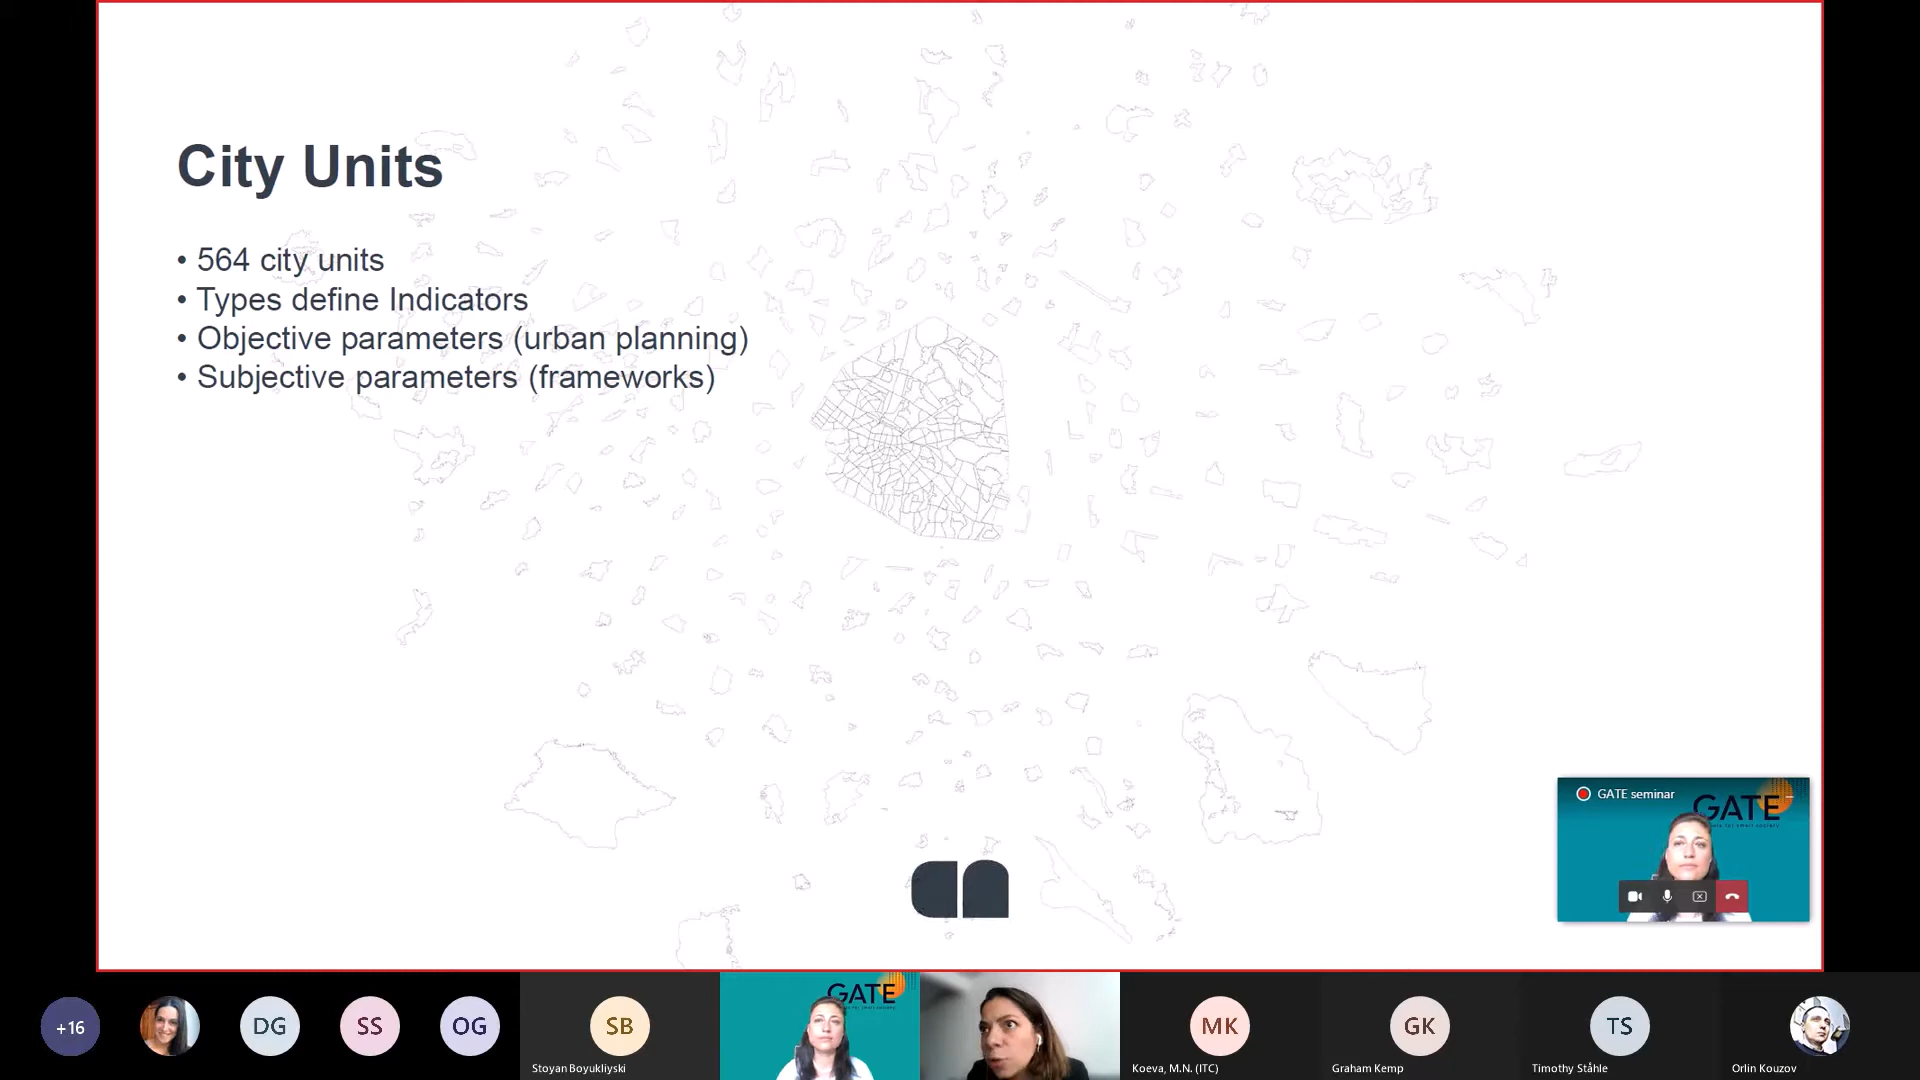 City Units
• 564 city units
• Types define Indicators
• Objective parameters (urban planning)
• Subjective parameters (frameworks)
GATE seminar
GATE
+16
DG
SS
OG
SB
Stoyan Boyukliyski
GATE
MK
Koeva, M.N. (ITC)
GK
Graham Kemp
TS
Timothy Ståhle
Orlin Kouzov